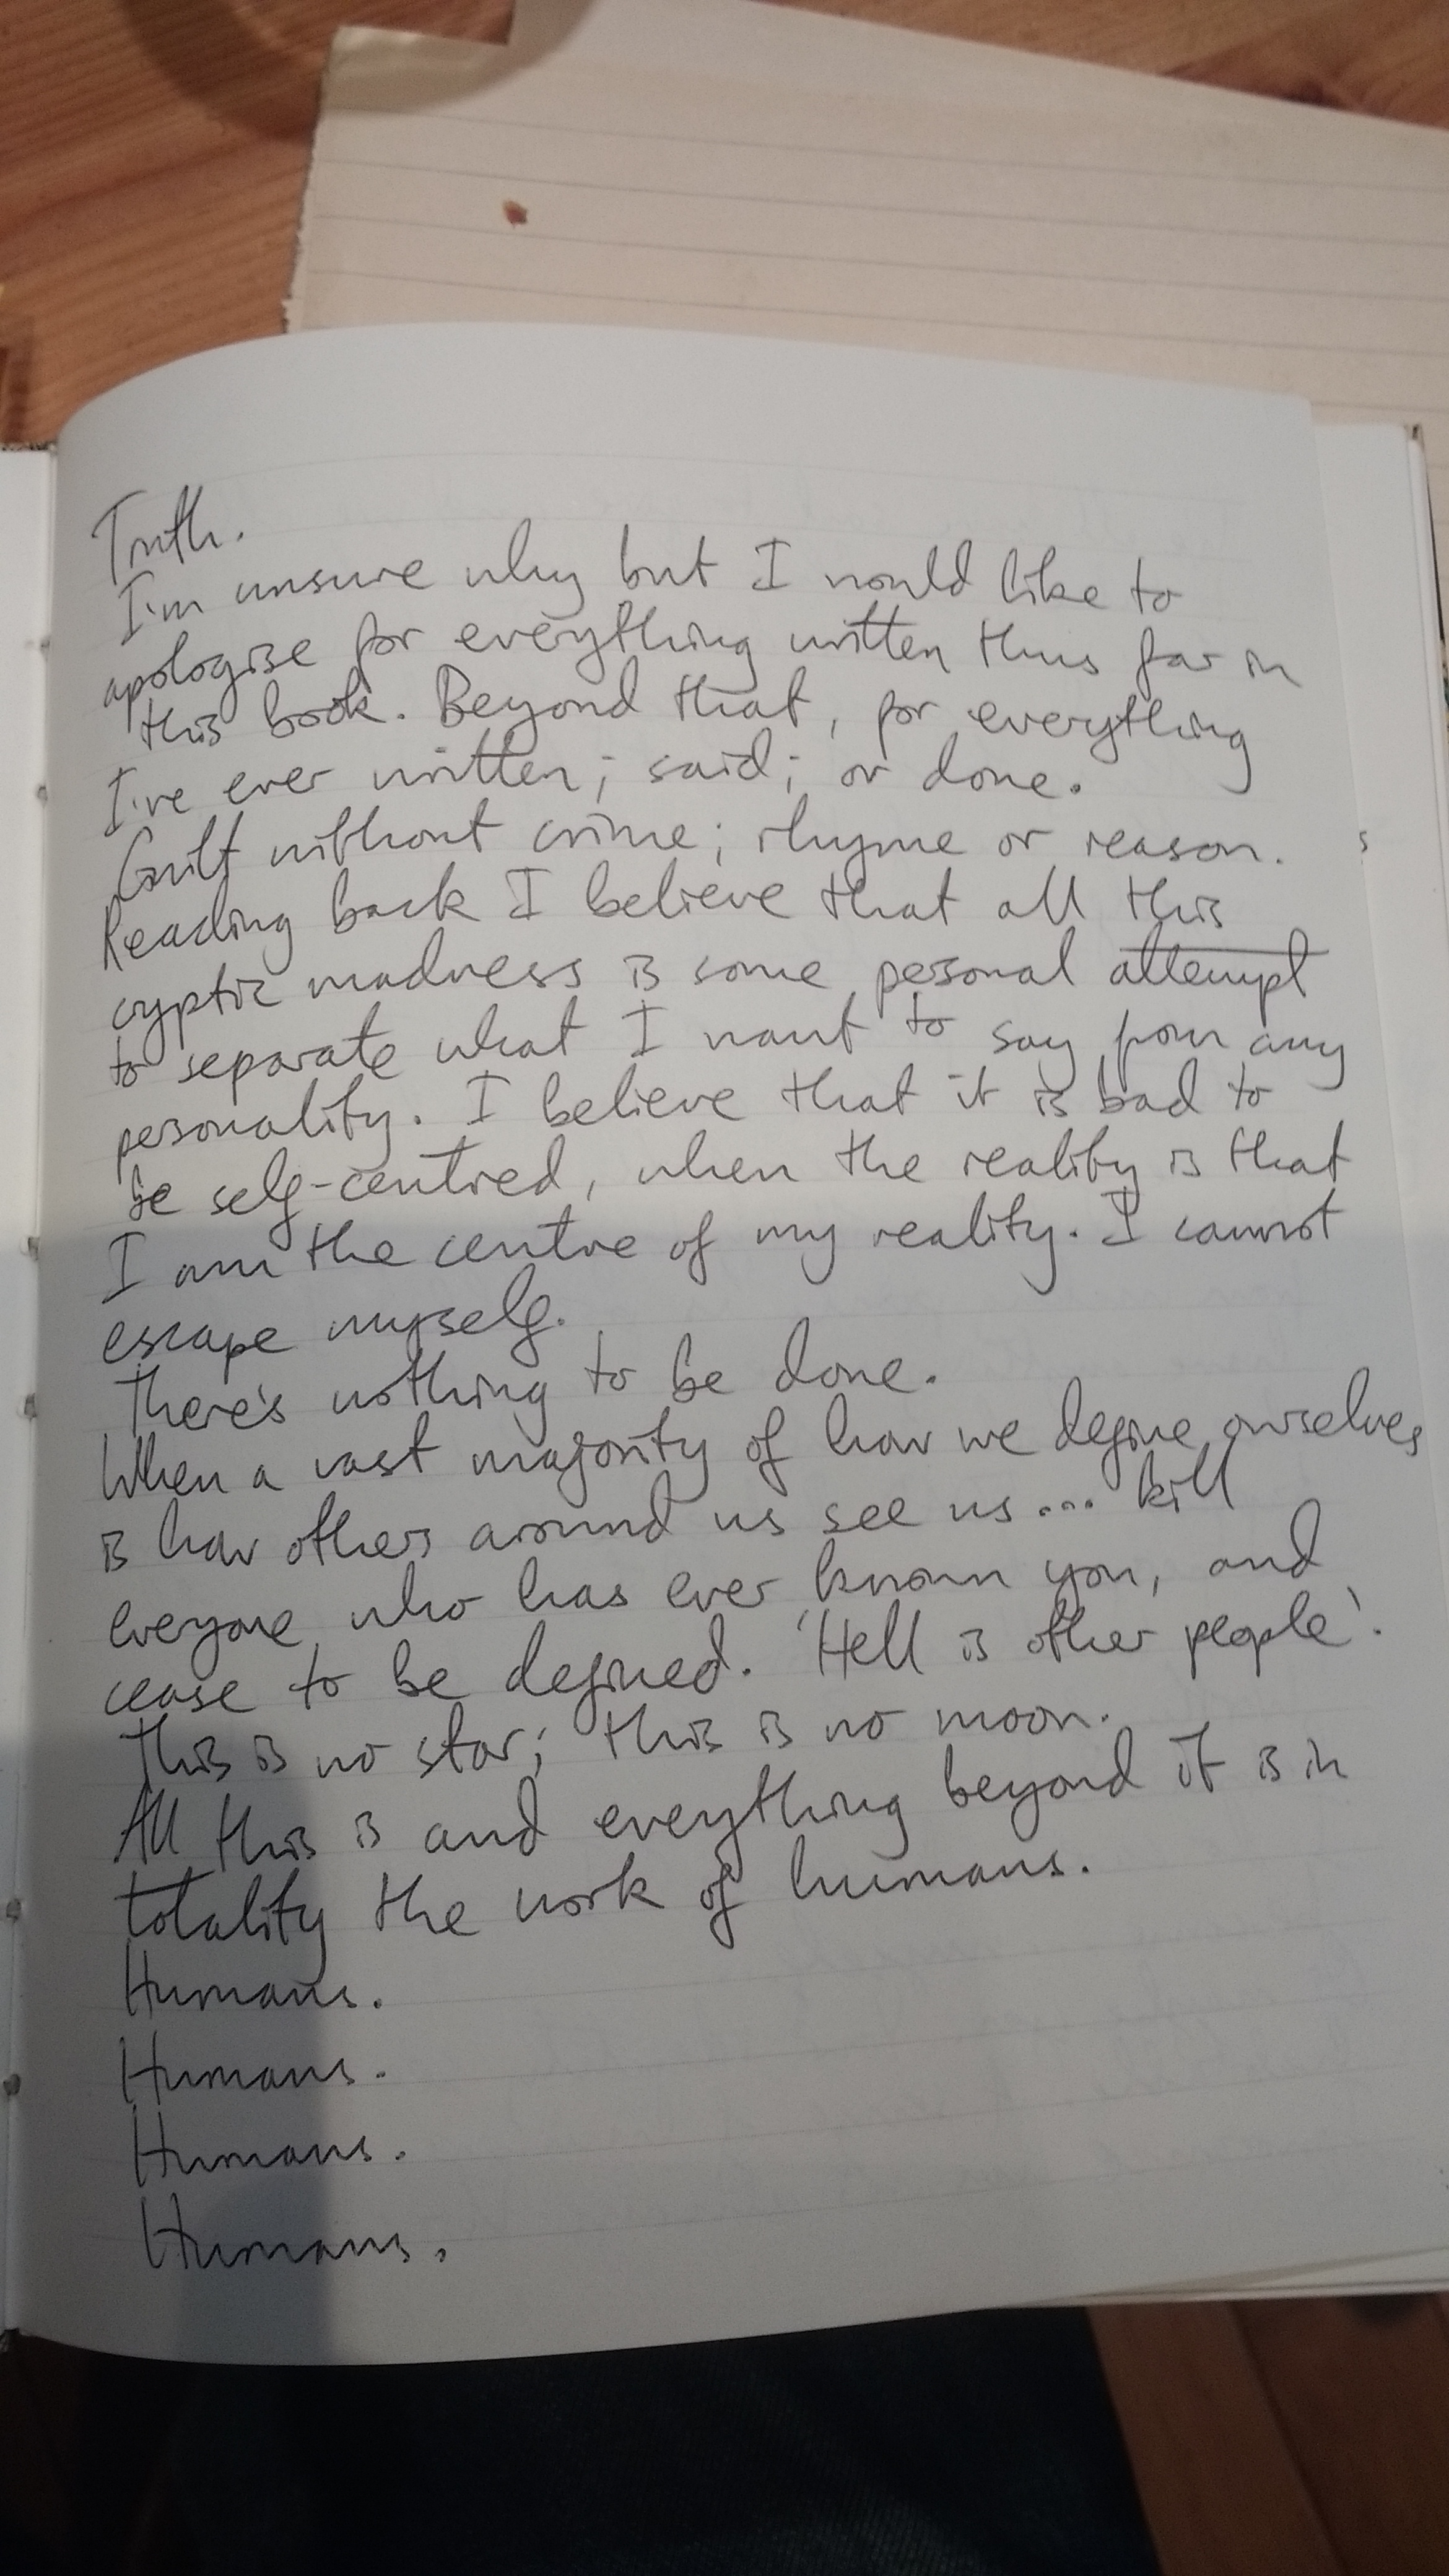 Truth.
I'm unsure why but I would like to
apologise for everything written thus far in
this book. Beyond that, for everything
I've ever written; said; or done.
Guilt without crime; rhyme or reason.
Reading back I believe that all this
cryptic madness is some personal attempt
to separate what I want to say from any
personality. I believe that it is bad to
be self-centred, when the reality is that
I am the centre of my reality. I cannot
escape myself.
There's nothing to be done.
When a vast majority of how we define ourselves
is how others around us see us... kill
everyone who has ever known you, and
cease to be defined. 'Hell is other people'.
This is no star; this is no moon.
All this is and everything beyond it is in
totality the work of humans.
Humans.
Humans.
Humans.
Humans.